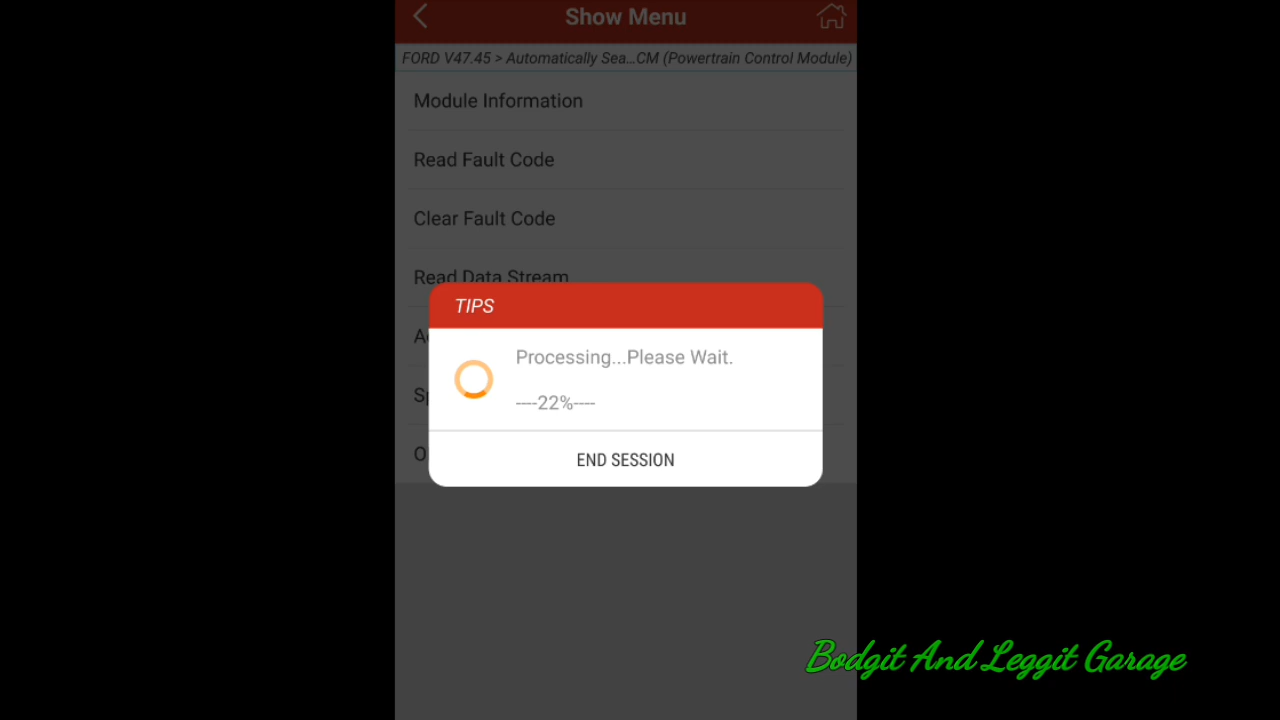 Show Menu
FORD V47.45 > Automatically Sea...CM (Powertrain Control Module)
Module Information
Read Fault Code
Clear Fault Code
Read Data Stream
TIPS
Processing...Please Wait.
----22%----
END SESSION
Bodgit And Leggit Garage